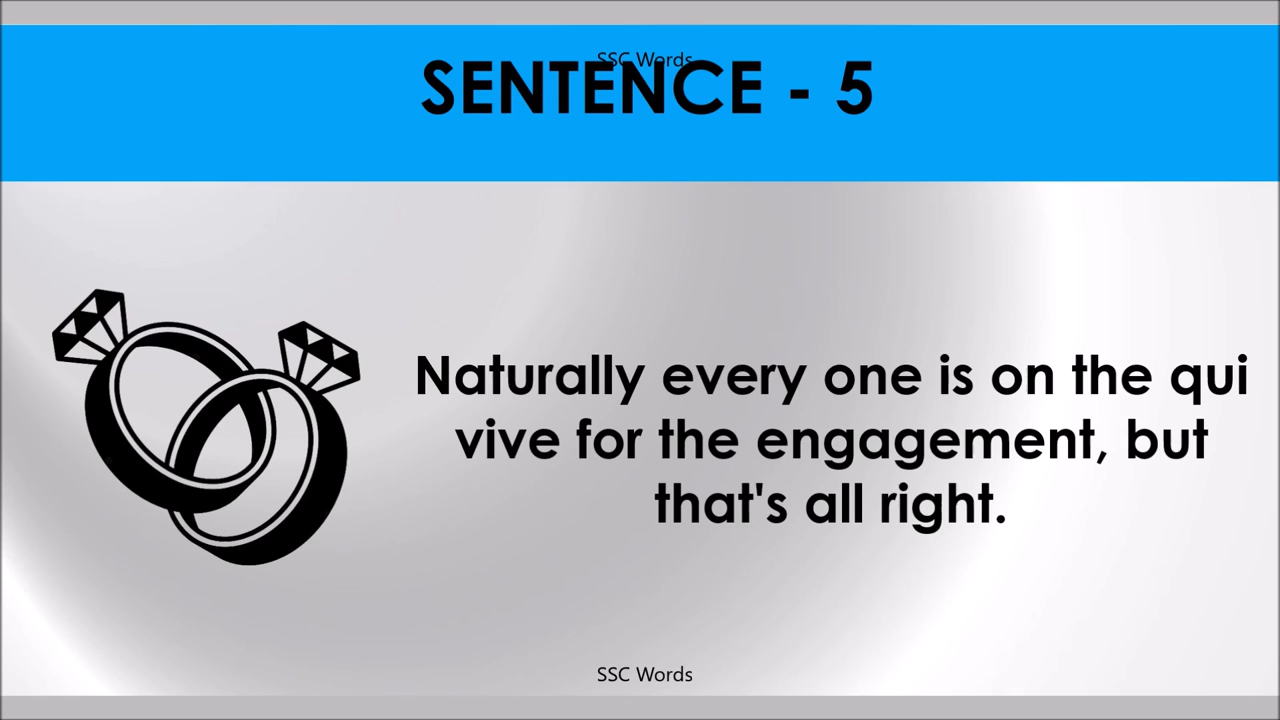 SSC Words
SENTENCE - 5
Naturally every one is on the qui
vive for the engagement, but
that's all right.
SSC Words